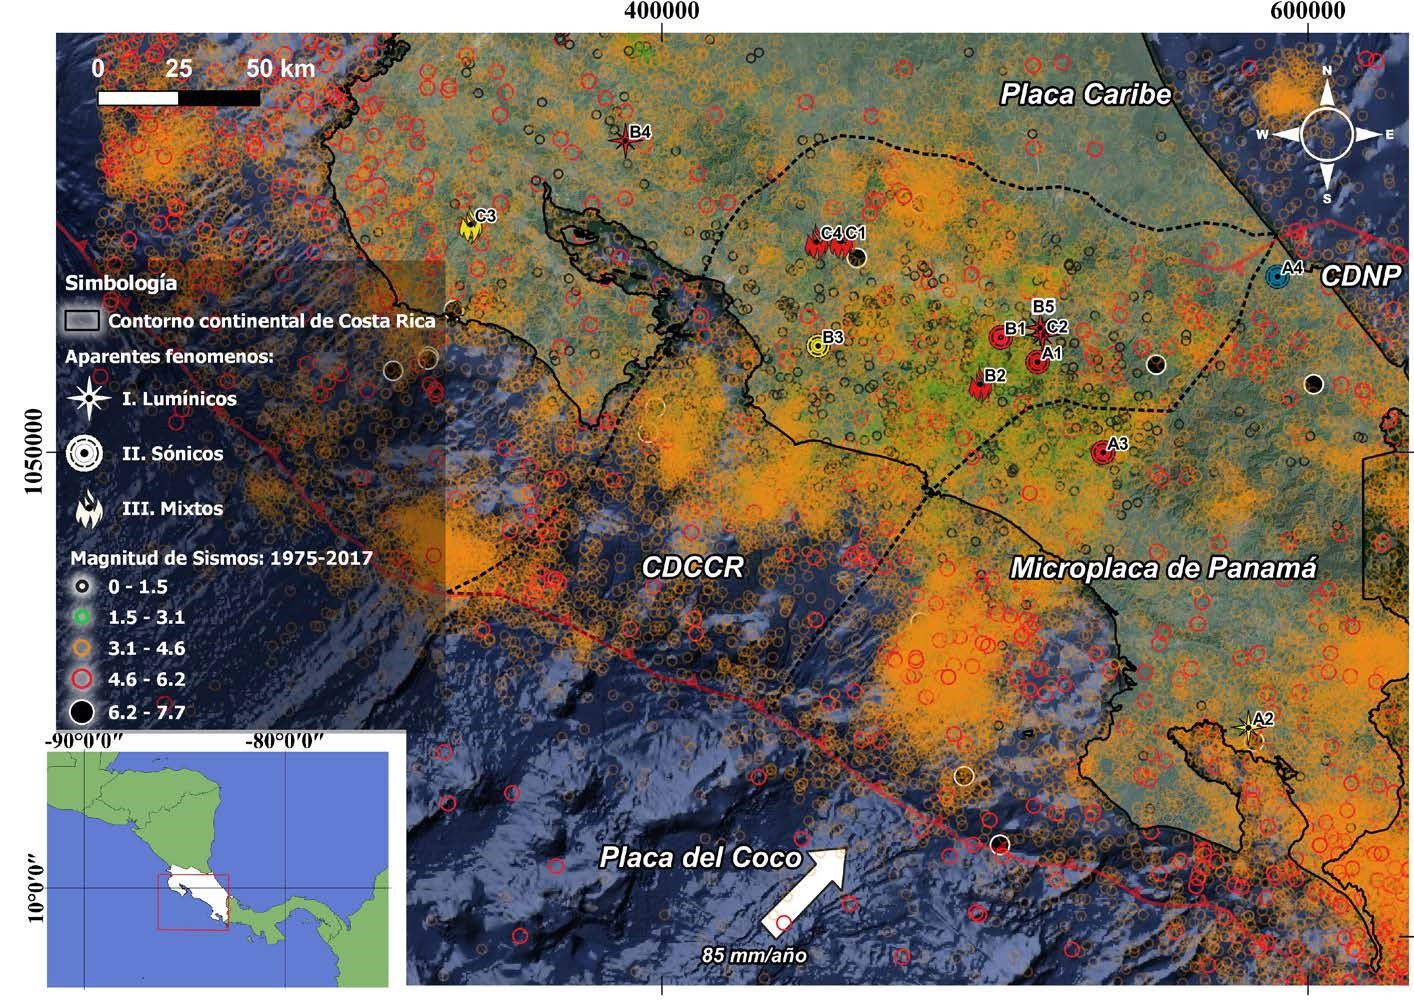 400000
600000
0 25 50 km
Placa Caribe
N
W E
S
B4
C3
C4 C1
A4
CDNP
Simbología
Contorno continental de Costa Rica
Aparentes fenomenos:
I. Lumínicos
II. Sónicos
III. Mixtos
B5
B1 C2
B3
A1
B2
A3
1050000
Magnitud de Sismos: 1975-2017
0 - 1.5
1.5 - 3.1
3.1 - 4.6
4.6 - 6.2
6.2 - 7.7
CDCCR
Microplaca de Panamá
A2
-90°0′0″ -80°0′0″
10°0′0″
Placa del Coco
85 mm/año